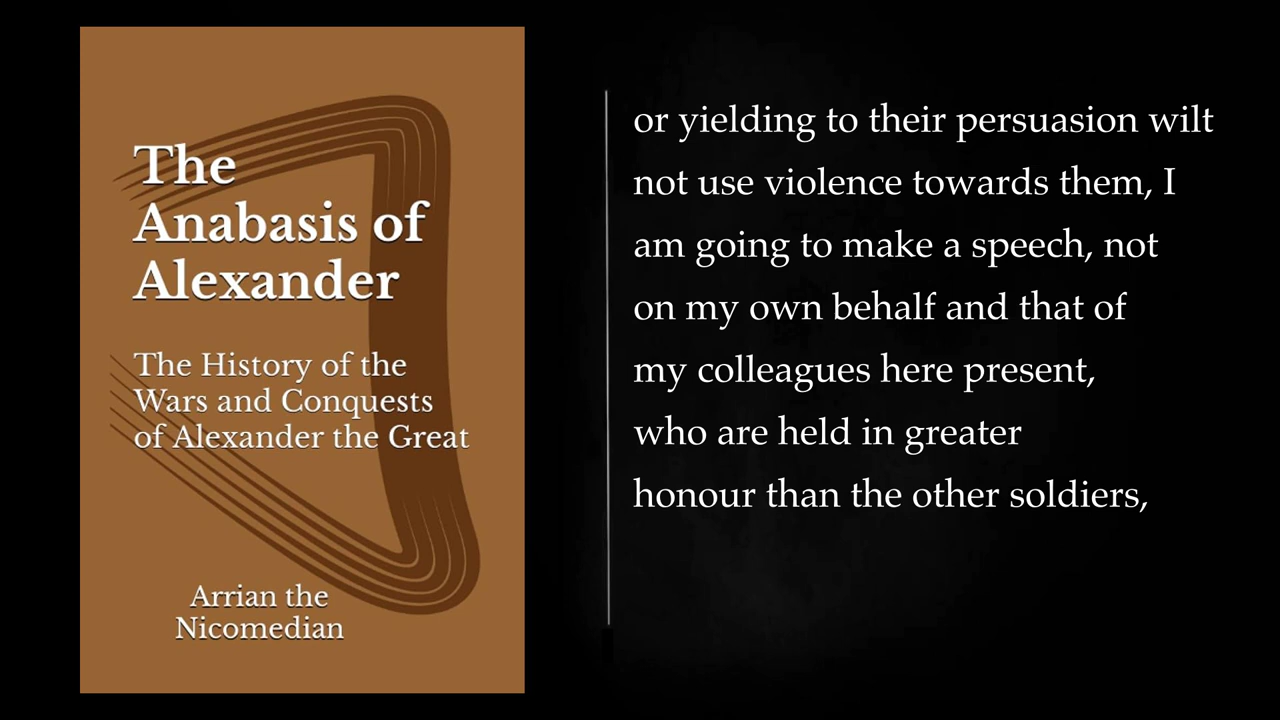 The
Anabasis of
Alexander
The History of the
Wars and Conquests
of Alexander the Great
Arrian the
Nicomedian
or yielding to their persuasion wilt
not use violence towards them, I
am going to make a speech, not
on my own behalf and that of
my colleagues here present,
who are held in greater
honour than the other soldiers,